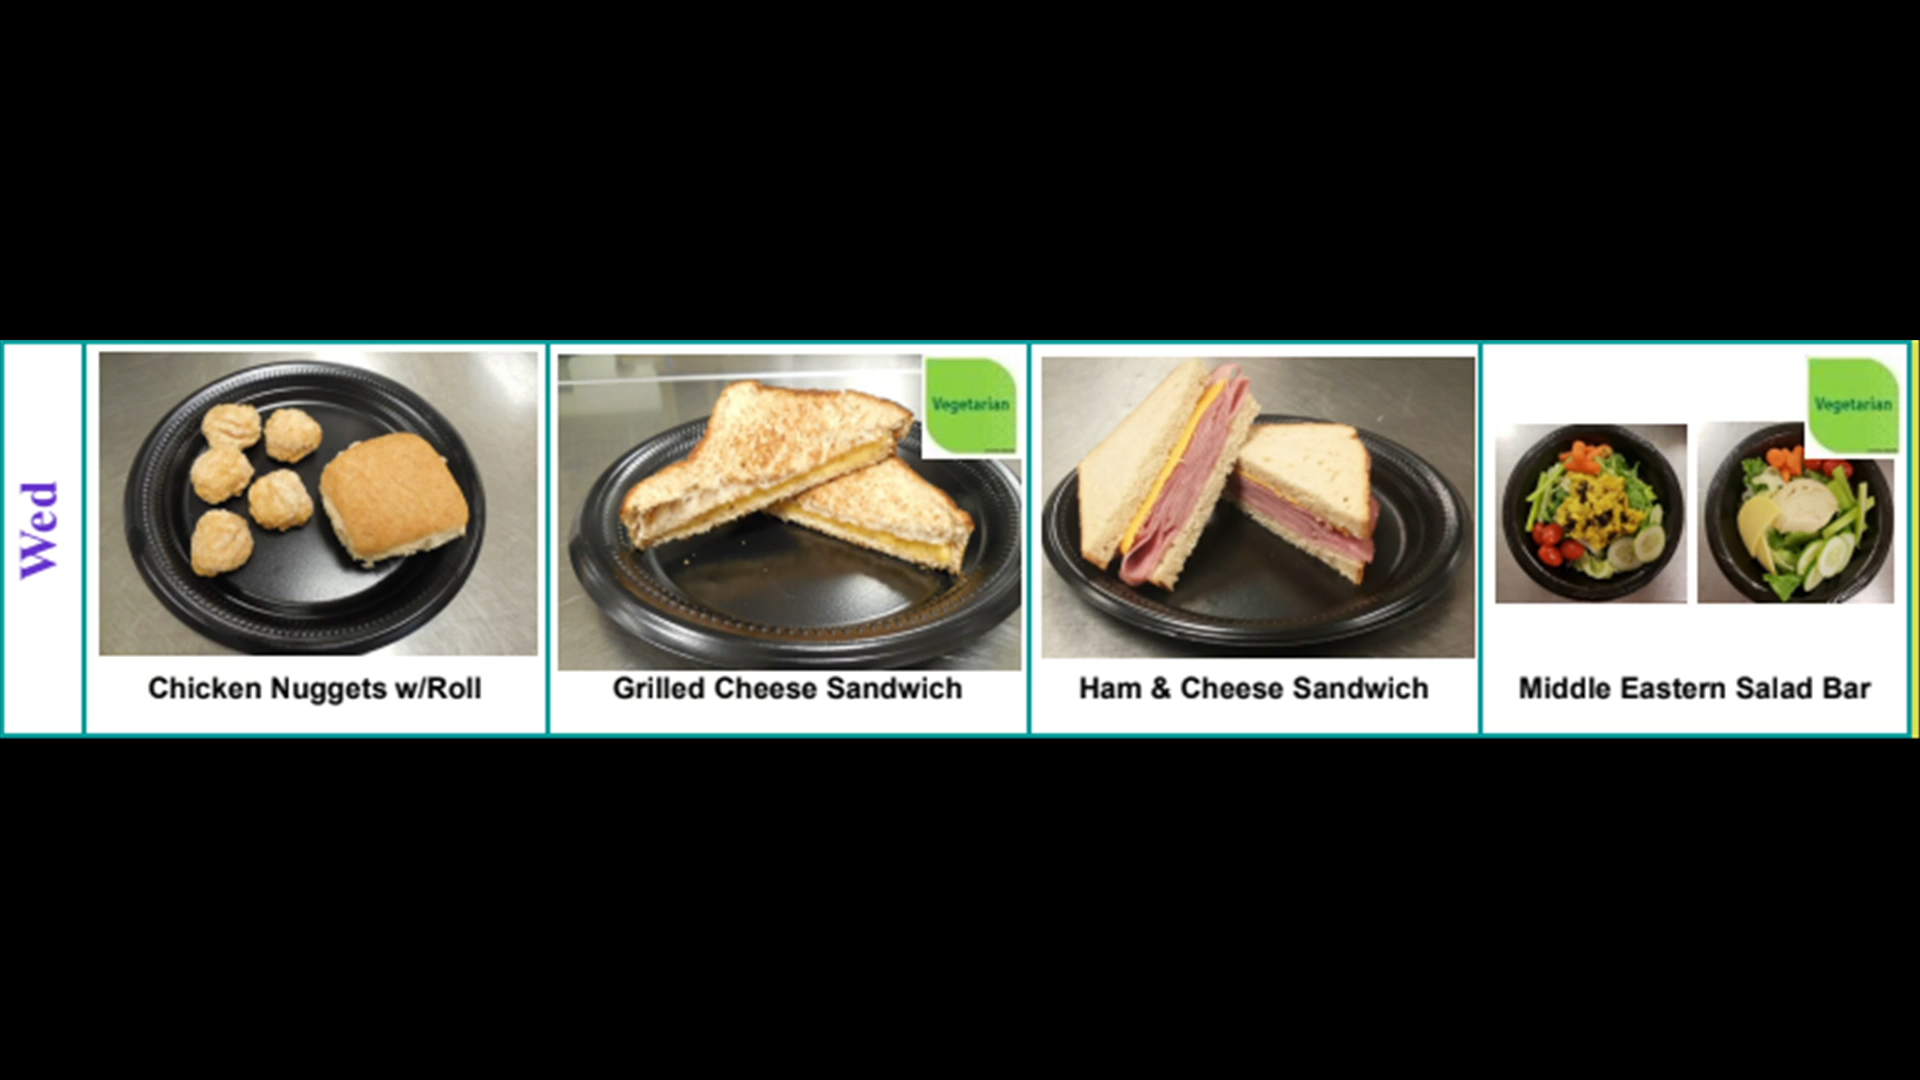 Wed
Vegetarian
Vegetarian
Chicken Nuggets w/Roll
Grilled Cheese Sandwich
Ham & Cheese Sandwich
Middle Eastern Salad Bar